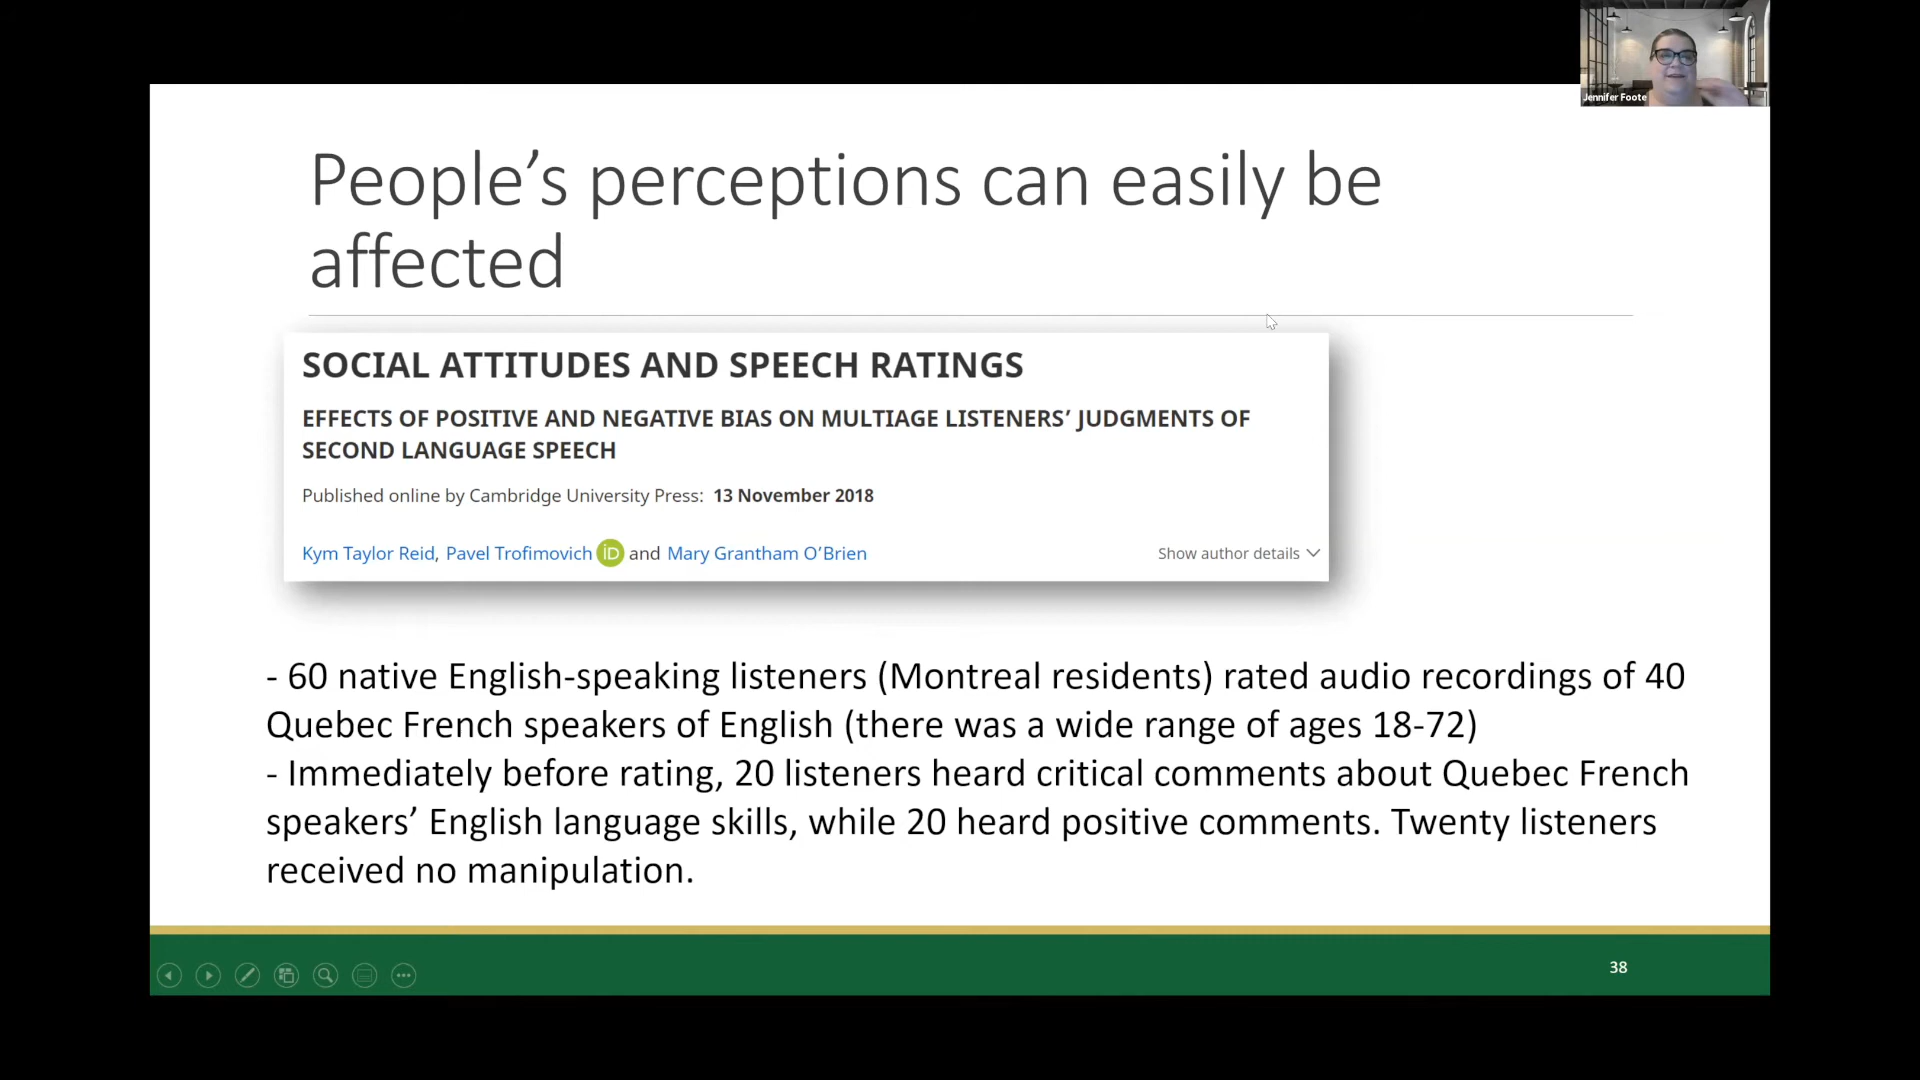 Jennifer Foote
People’s perceptions can easily be
affected
SOCIAL ATTITUDES AND SPEECH RATINGS
EFFECTS OF POSITIVE AND NEGATIVE BIAS ON MULTIAGE LISTENERS’ JUDGMENTS OF
SECOND LANGUAGE SPEECH
Published online by Cambridge University Press: 13 November 2018
Kym Taylor Reid, Pavel Trofimovich iD and Mary Grantham O’Brien Show author details
- 60 native English-speaking listeners (Montreal residents) rated audio recordings of 40
Quebec French speakers of English (there was a wide range of ages 18-72)
- Immediately before rating, 20 listeners heard critical comments about Quebec French
speakers’ English language skills, while 20 heard positive comments. Twenty listeners
received no manipulation.
38